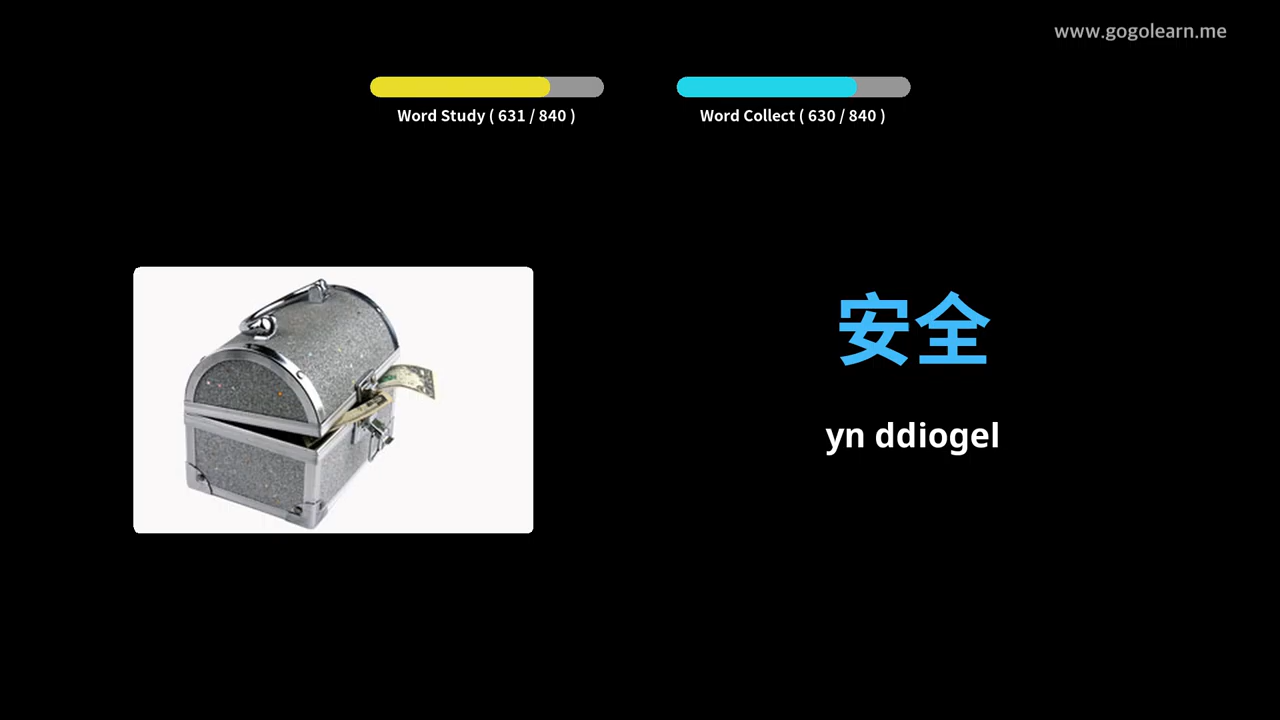 www.gogolearn.me
Word Study ( 631 / 840 )
Word Collect ( 630 / 840 )
安全
yn ddiogel